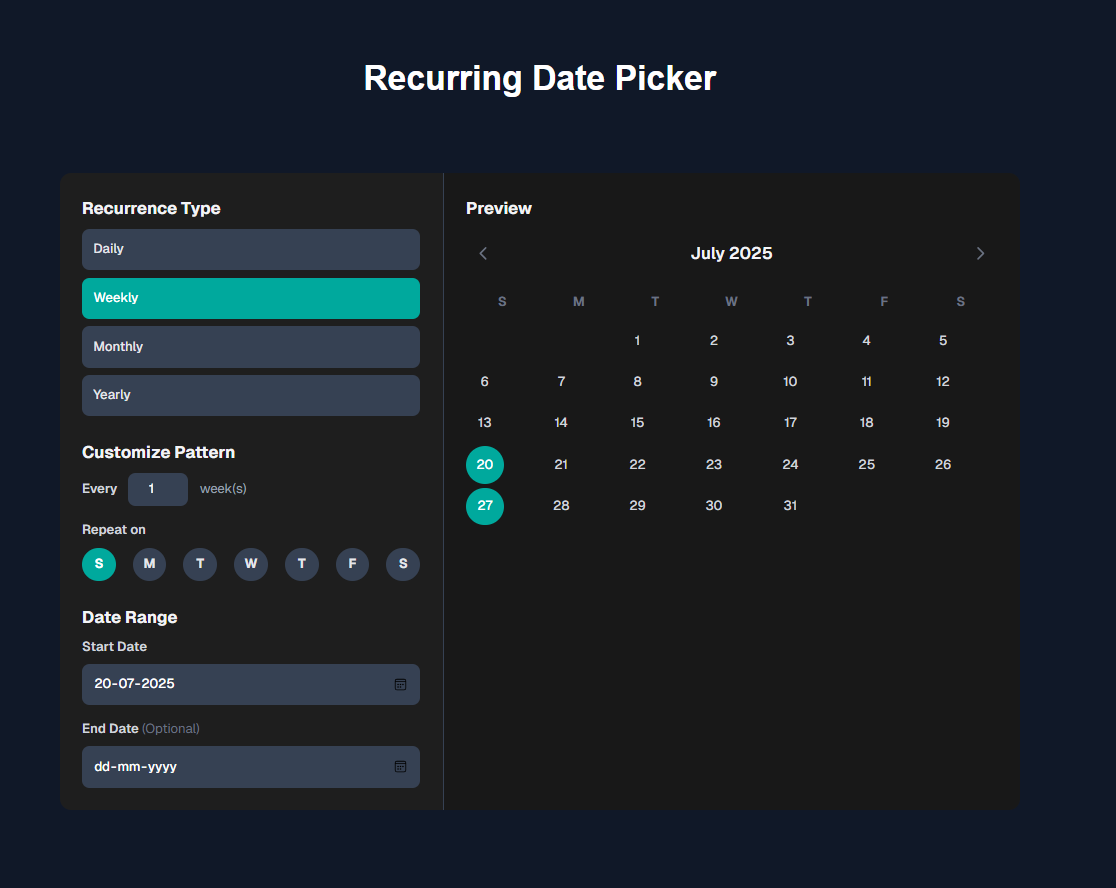 Recurring Date Picker
Recurrence Type
Daily
Weekly
Monthly
Yearly
Customize Pattern
Every 1 week(s)
Repeat on
S M T W T F S
Date Range
Start Date
20-07-2025
End Date (Optional)
dd-mm-yyyy
Preview
July 2025
S M T W T F S
1 2 3 4 5
6 7 8 9 10 11 12
13 14 15 16 17 18 19
20 21 22 23 24 25 26
27 28 29 30 31